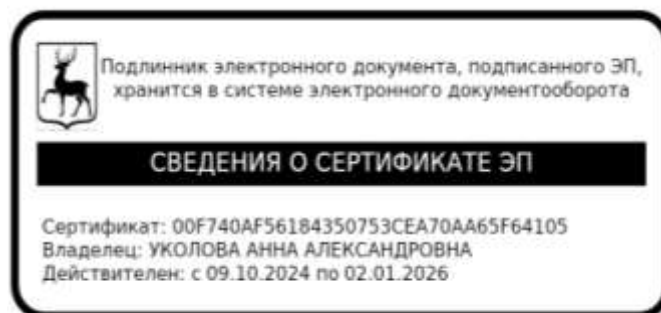 Подлинник электронного документа, подписанного ЭП,
хранится в системе электронного документооборота
СВЕДЕНИЯ О СЕРТИФИКАТЕ ЭП
Сертификат: 00F740AF56184350753CEA70AA65F64105
Владелец: УКОЛОВА АННА АЛЕКСАНДРОВНА
Действителен: с 09.10.2024 по 02.01.2026